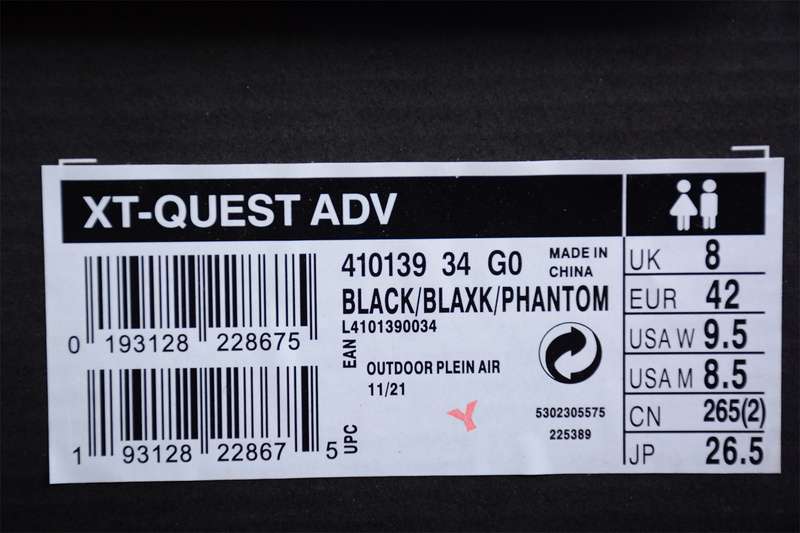 XT-QUEST ADV
0 193128 228675
EAN
1 93128 22867 5
UPC
410139 34 G0
MADE IN
CHINA
BLACK/BLAXK/PHANTOM
L4101390034
OUTDOOR PLEIN AIR
11/21
Y
5302305575
225389
UK 8
EUR 42
USA W 9.5
USA M 8.5
CN 265(2)
JP 26.5